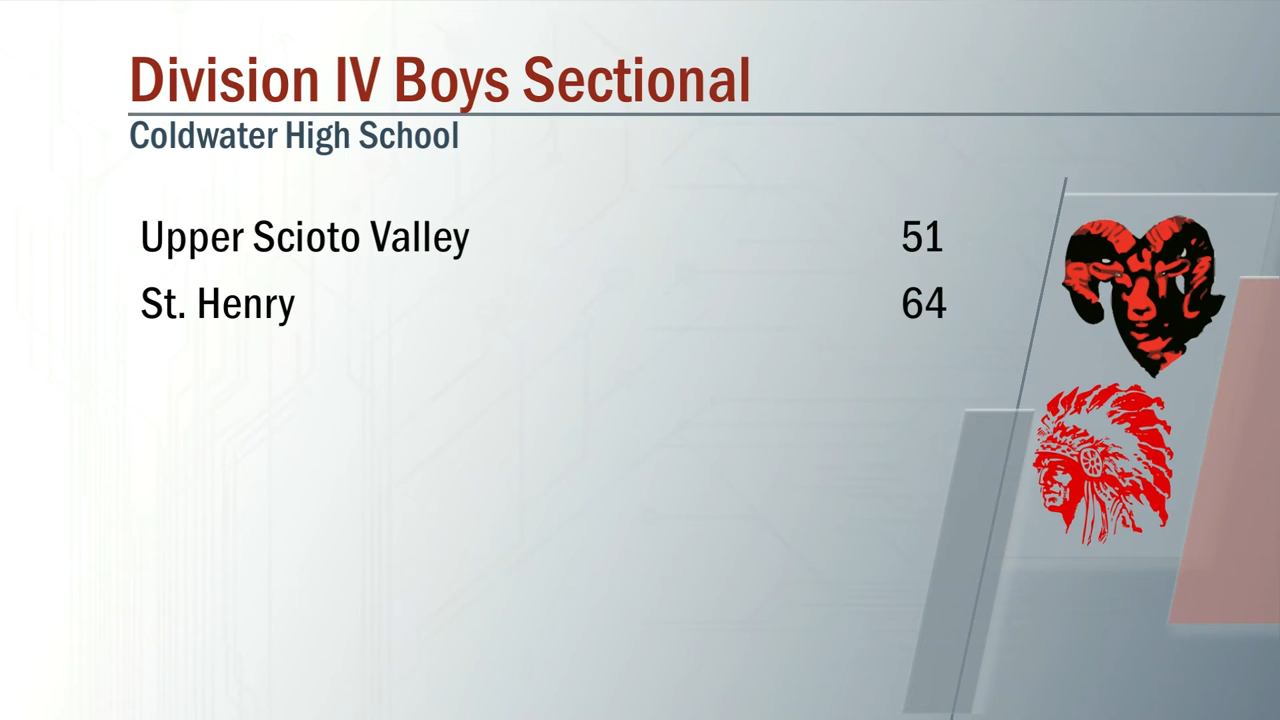 Division IV Boys Sectional
Coldwater High School
Upper Scioto Valley 51
St. Henry 64